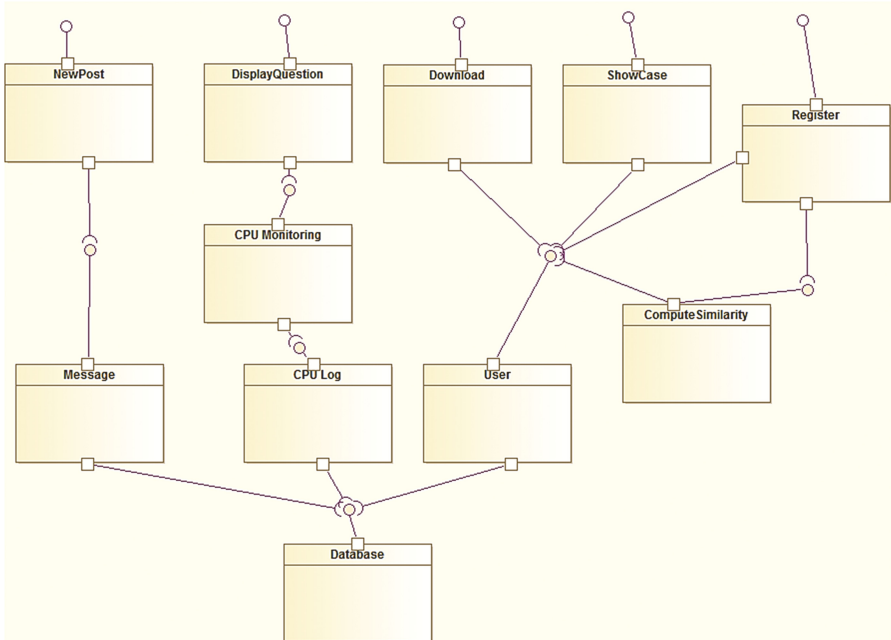 NewPost
DisplayQuestion
Download
ShowCase
Register
CPU Monitoring
ComputeSimilarity
Message
CPU Log
User
Database